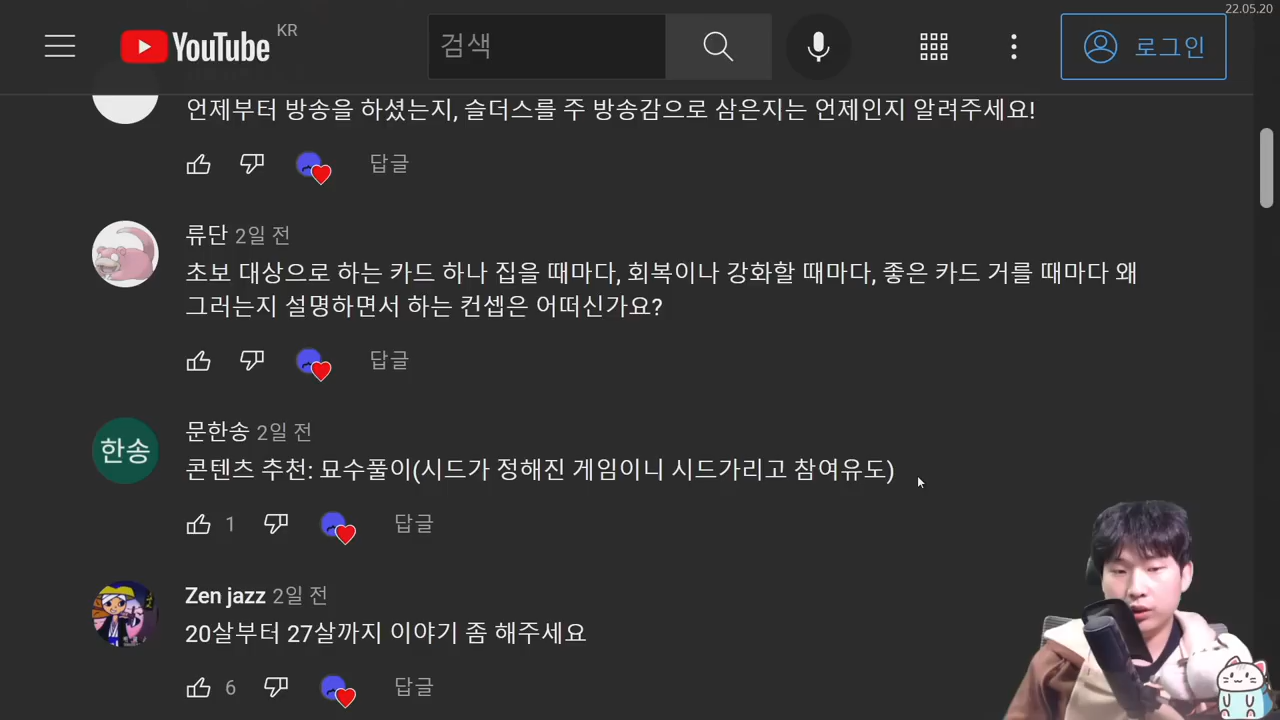 22.05.20
YouTube KR
검색
로그인
언제부터 방송을 하셨는지, 슬더스를 주 방송감으로 삼은지는 언제인지 알려주세요!
답글
류단 2일 전
초보 대상으로 하는 카드 하나 집을 때마다, 회복이나 강화할 때마다, 좋은 카드 거를 때마다 왜
그러는지 설명하면서 하는 컨셉은 어떠신가요?
답글
한송
문한송 2일 전
콘텐츠 추천: 묘수풀이(시드가 정해진 게임이니 시드가리고 참여유도)
1 답글
Zen jazz 2일 전
20살부터 27살까지 이야기 좀 해주세요
6 답글